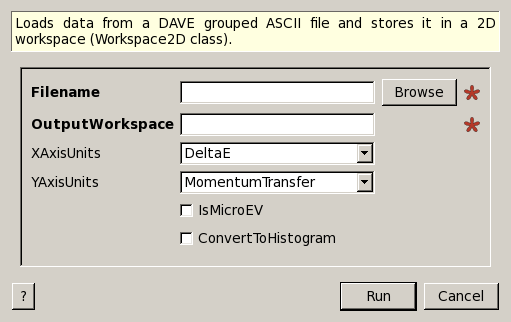 Loads data from a DAVE grouped ASCII file and stores it in a 2D
workspace (Workspace2D class).
Filename Browse *
OutputWorkspace *
XAxisUnits DeltaE
YAxisUnits MomentumTransfer
IsMicroEV
ConvertToHistogram
? Run Cancel